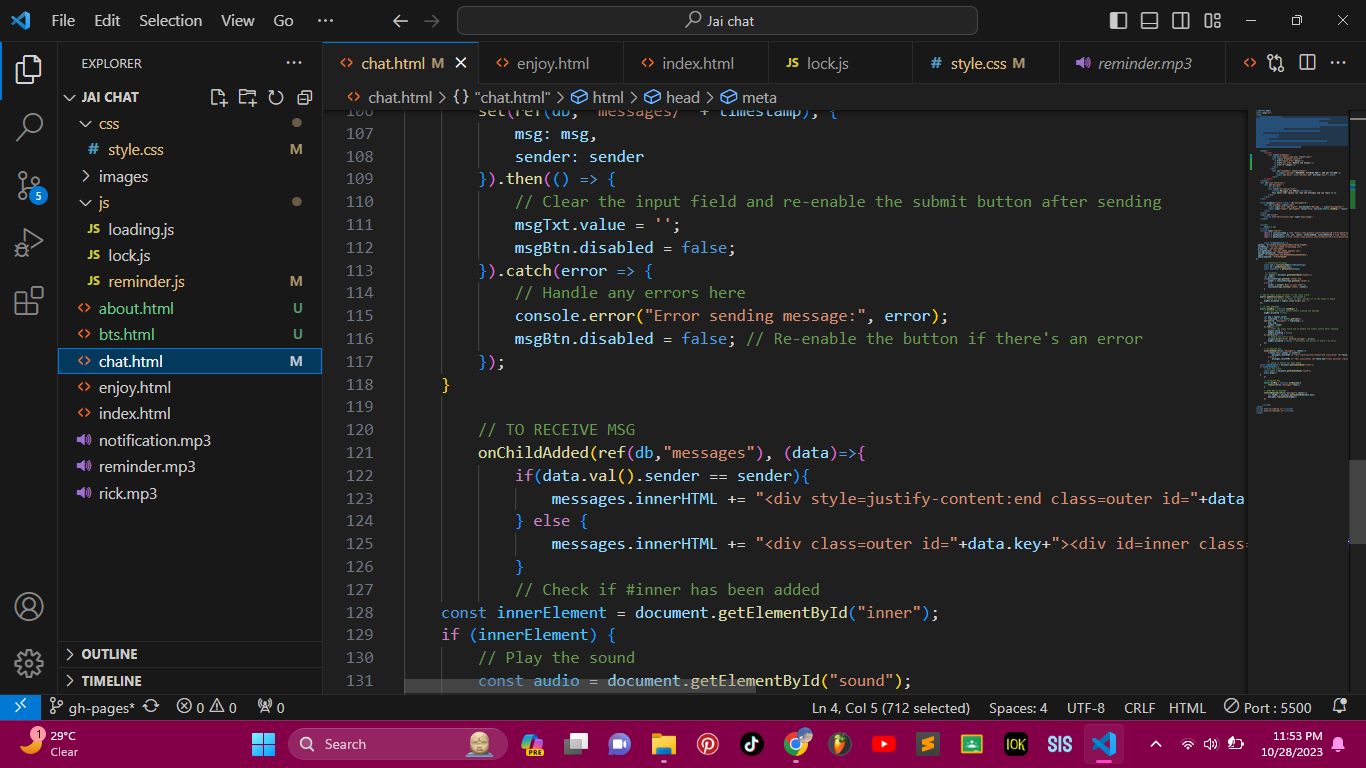 File Edit Selection View Go ··· Jai chat
EXPLORER ···
JAI CHAT
css
# style.css M
images
js
JS loading.js
JS lock.js
JS reminder.js M
<> about.html U
<> bts.html U
<> chat.html M
<> enjoy.html
<> index.html
notification.mp3
reminder.mp3
rick.mp3
OUTLINE
TIMELINE
5
<> chat.html M <> enjoy.html <> index.html JS lock.js # style.css M reminder.mp3 <> ···
<> chat.html > {} "chat.html" > html > head > meta
106 set(ref(db, "messages/" + timestamp), {
107 msg: msg,
108 sender: sender
109 }).then(() => {
110 // Clear the input field and re-enable the submit button after sending
111 msgTxt.value = '';
112 msgBtn.disabled = false;
113 }).catch(error => {
114 // Handle any errors here
115 console.error("Error sending message:", error);
116 msgBtn.disabled = false; // Re-enable the button if there's an error
117 });
118 }
119
120 // TO RECEIVE MSG
121 onChildAdded(ref(db,"messages"), (data)=>{
122 if(data.val().sender == sender){
123 messages.innerHTML += "<div style=justify-content:end class=outer id="+data
124 } else {
125 messages.innerHTML += "<div class=outer id="+data.key+"><div id=inner class=
126 }
127 // Check if #inner has been added
128 const innerElement = document.getElementById("inner");
129 if (innerElement) {
130 // Play the sound
131 const audio = document.getElementById("sound");
gh-pages* 0 0 0 Ln 4, Col 5 (712 selected) Spaces: 4 UTF-8 CRLF HTML Port : 5500
1 29°C
Clear
Search
PRE
IOK
SIS
11:53 PM
10/28/2023